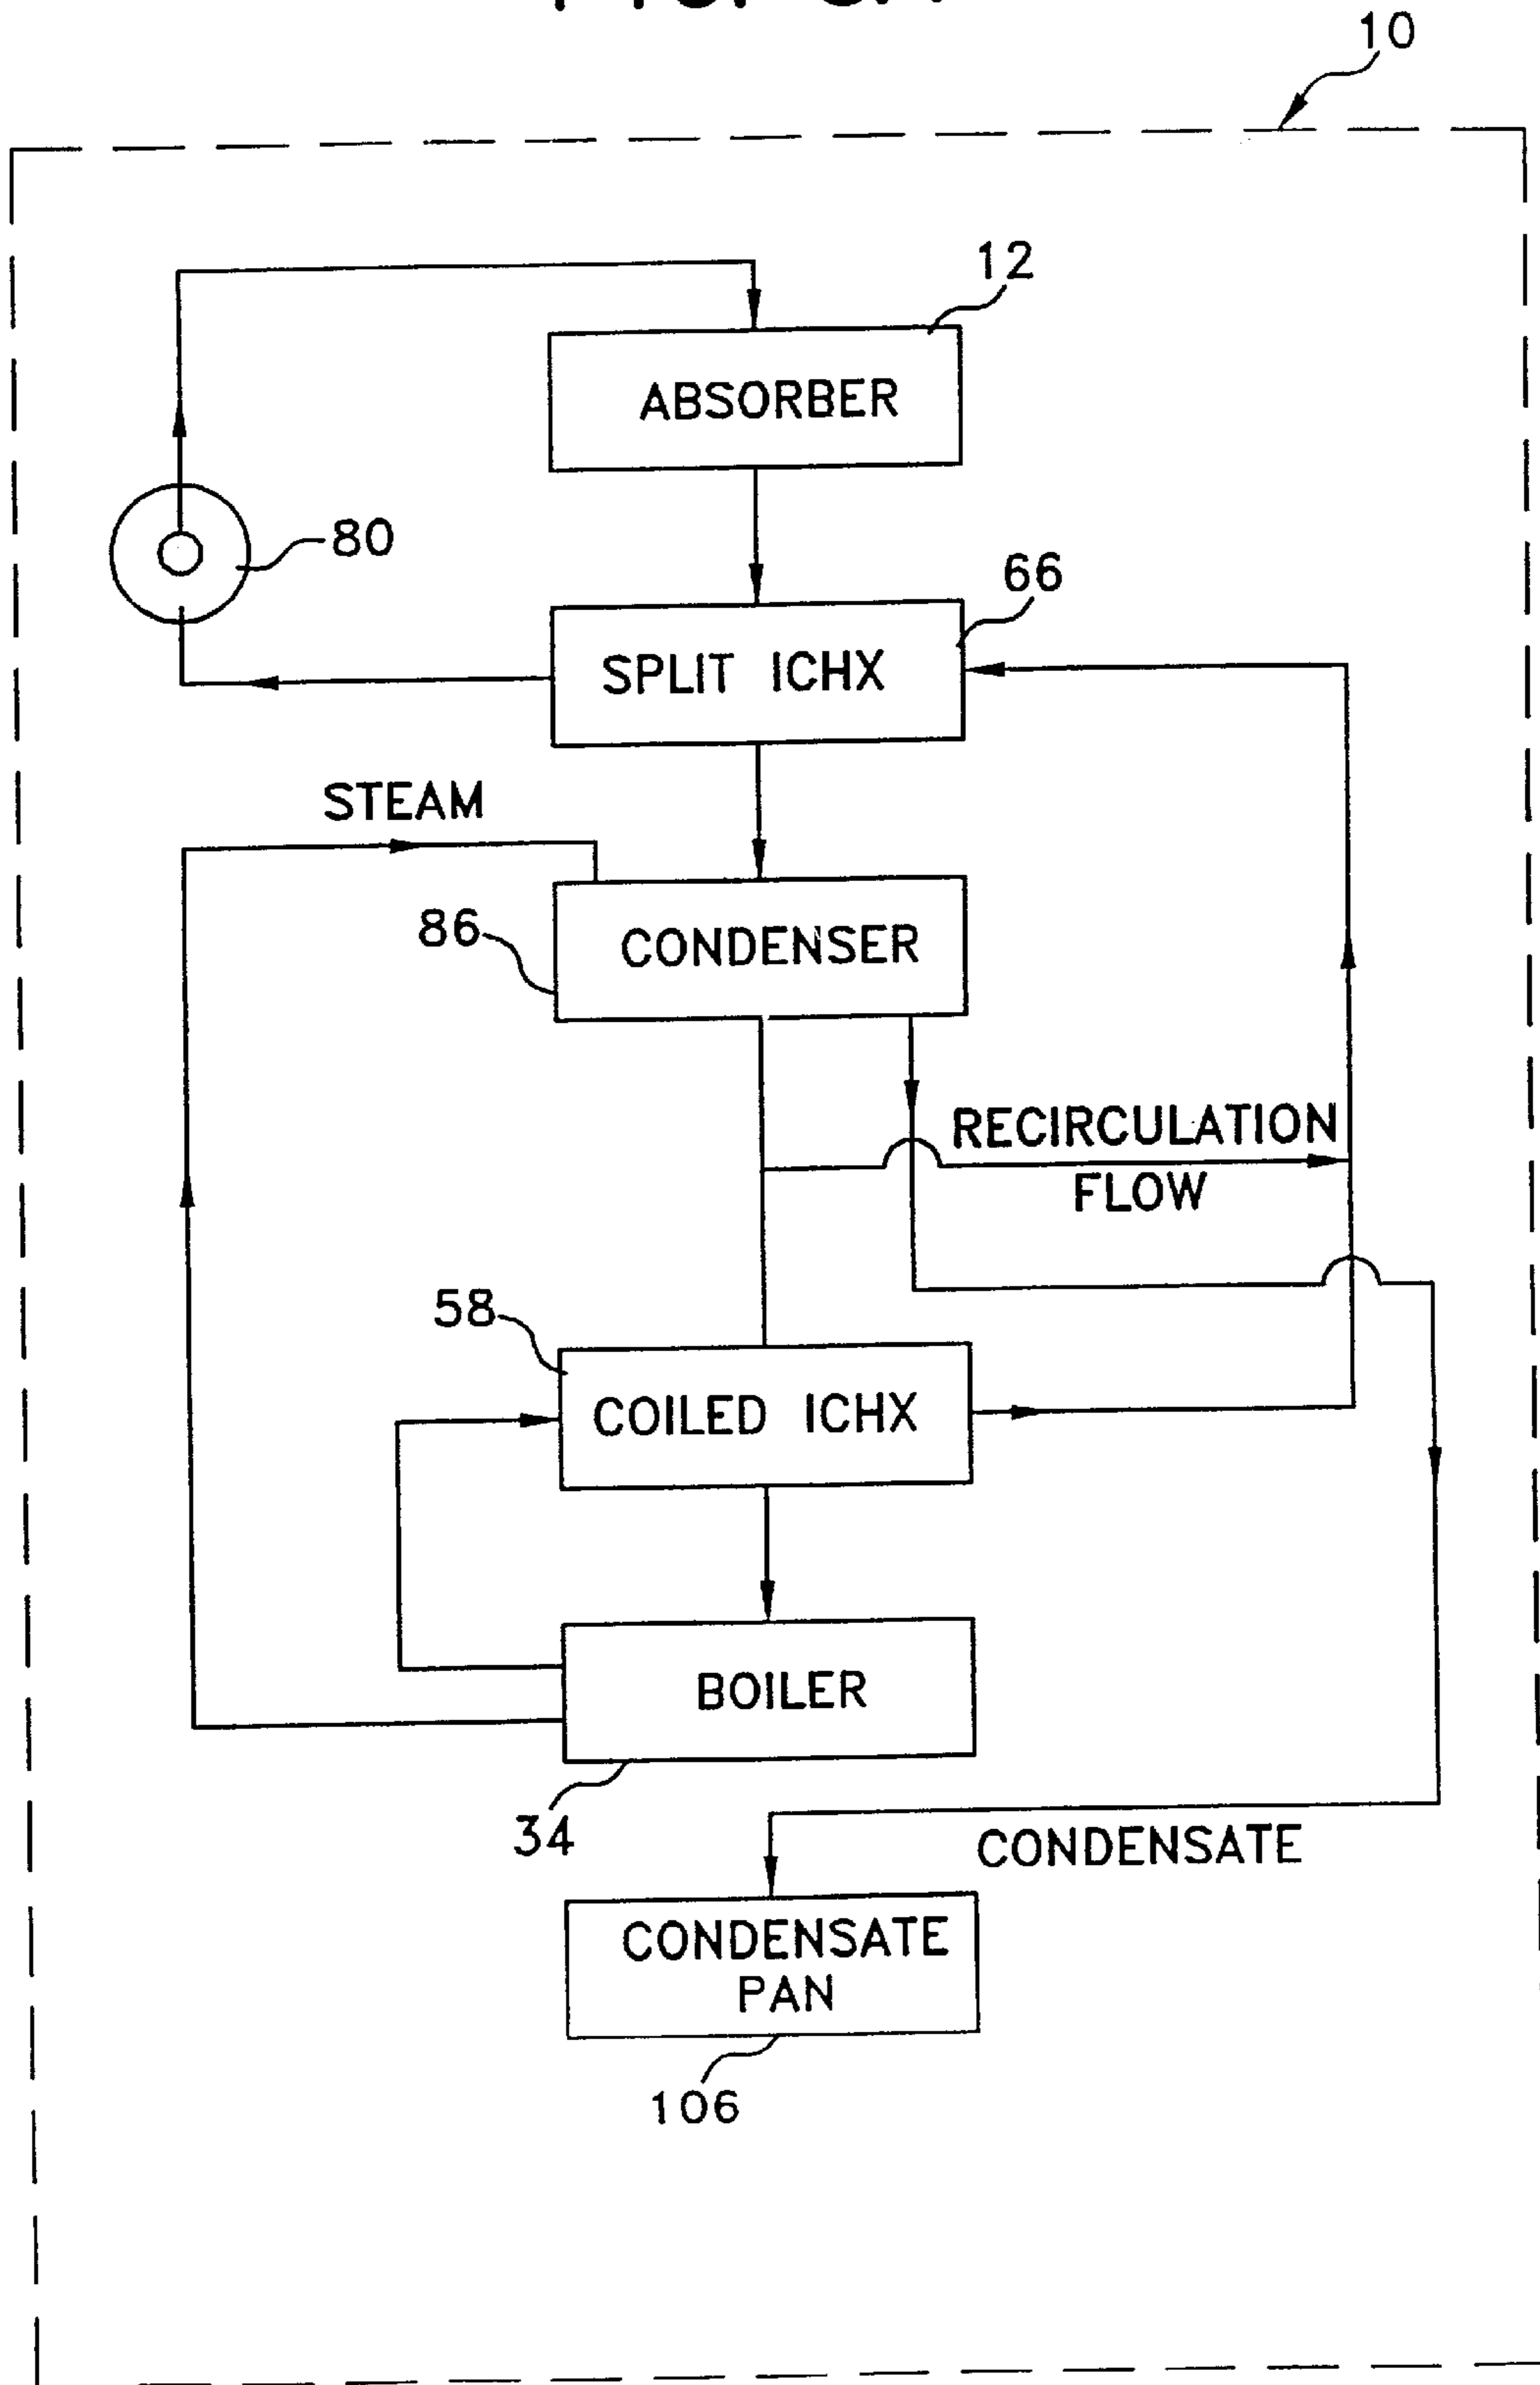 10
12
ABSORBER
80
66
SPLIT ICHX
STEAM
86
CONDENSER
RECIRCULATION
FLOW
58
COILED ICHX
BOILER
34
CONDENSATE
CONDENSATE
PAN
106